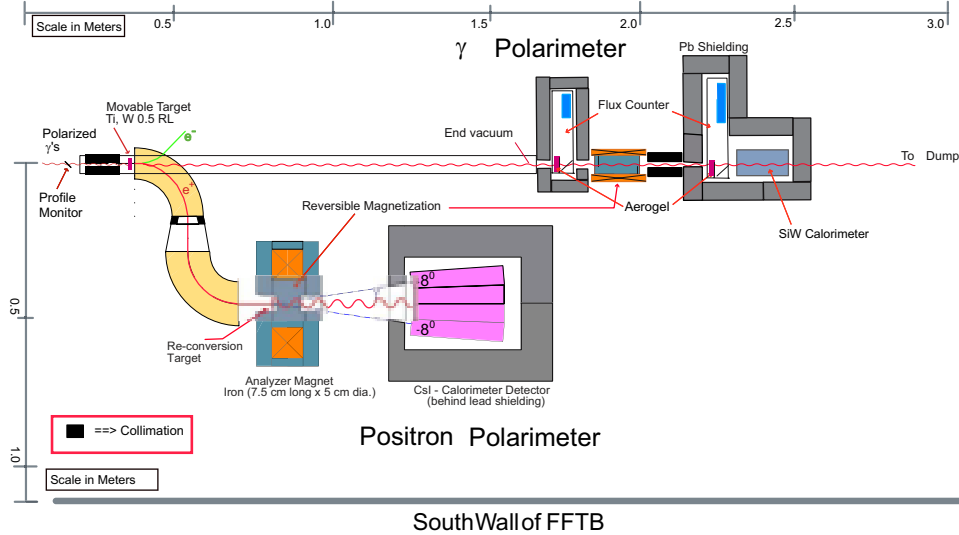 Scale in Meters
0.5
1.0
1.5
2.0
2.5
3.0
γ Polarimeter
Pb Shielding
Movable Target
Ti, W 0.5 RL
Flux Counter
Polarized
γ's
e-
End vacuum
To Dump
e+
Profile
Monitor
Reversible Magnetization
Aerogel
SiW Calorimeter
-8⁰
γ
0.5
-8⁰
Re-conversion
Target
Analyzer Magnet
Iron (7.5 cm long x 5 cm dia.)
CsI - Calorimeter Detector
(behind lead shielding)
==> Collimation
Positron Polarimeter
1.0
Scale in Meters
South Wall of FFTB